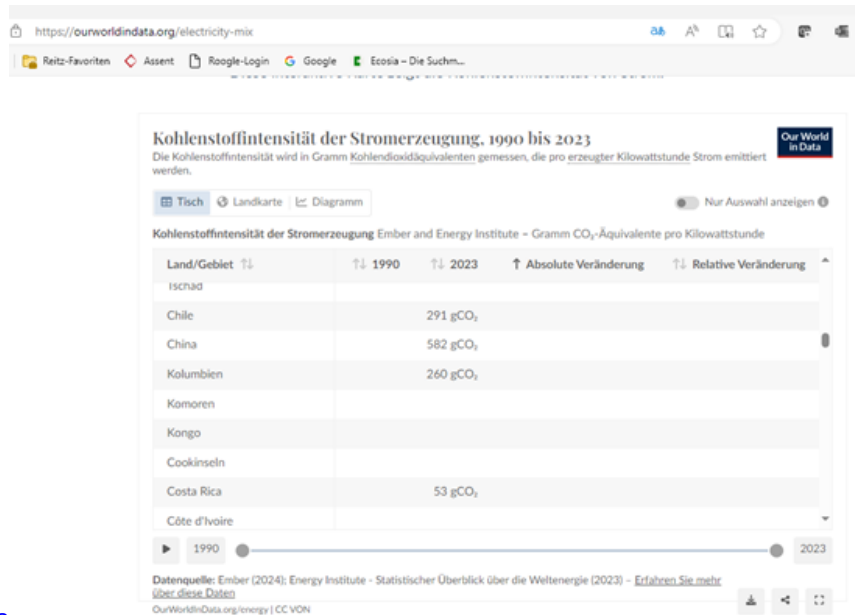 https://ourworldindata.org/electricity-mix
Reitz-Favoriten Assent Roogle-Login Google Ecosia – Die Suchm...
Kohlenstoffintensität der Stromerzeugung, 1990 bis 2023
Our World in Data
Die Kohlenstoffintensität wird in Gramm Kohlendioxidäquivalenten gemessen, die pro erzeugter Kilowattstunde Strom emittiert
werden.
Tisch Landkarte Diagramm Nur Auswahl anzeigen
Kohlenstoffintensität der Stromerzeugung Ember and Energy Institute – Gramm CO₂-Äquivalente pro Kilowattstunde
Land/Gebiet 1990 2023 Absolute Veränderung Relative Veränderung
Tschad
Chile 291 gCO₂
China 582 gCO₂
Kolumbien 260 gCO₂
Komoren
Kongo
Cookinseln
Costa Rica 53 gCO₂
Côte d'Ivoire
1990 2023
Datenquelle: Ember (2024); Energy Institute - Statistischer Überblick über die Weltenergie (2023) – Erfahren Sie mehr
über diese Daten
OurWorldInData.org/energy | CC VON